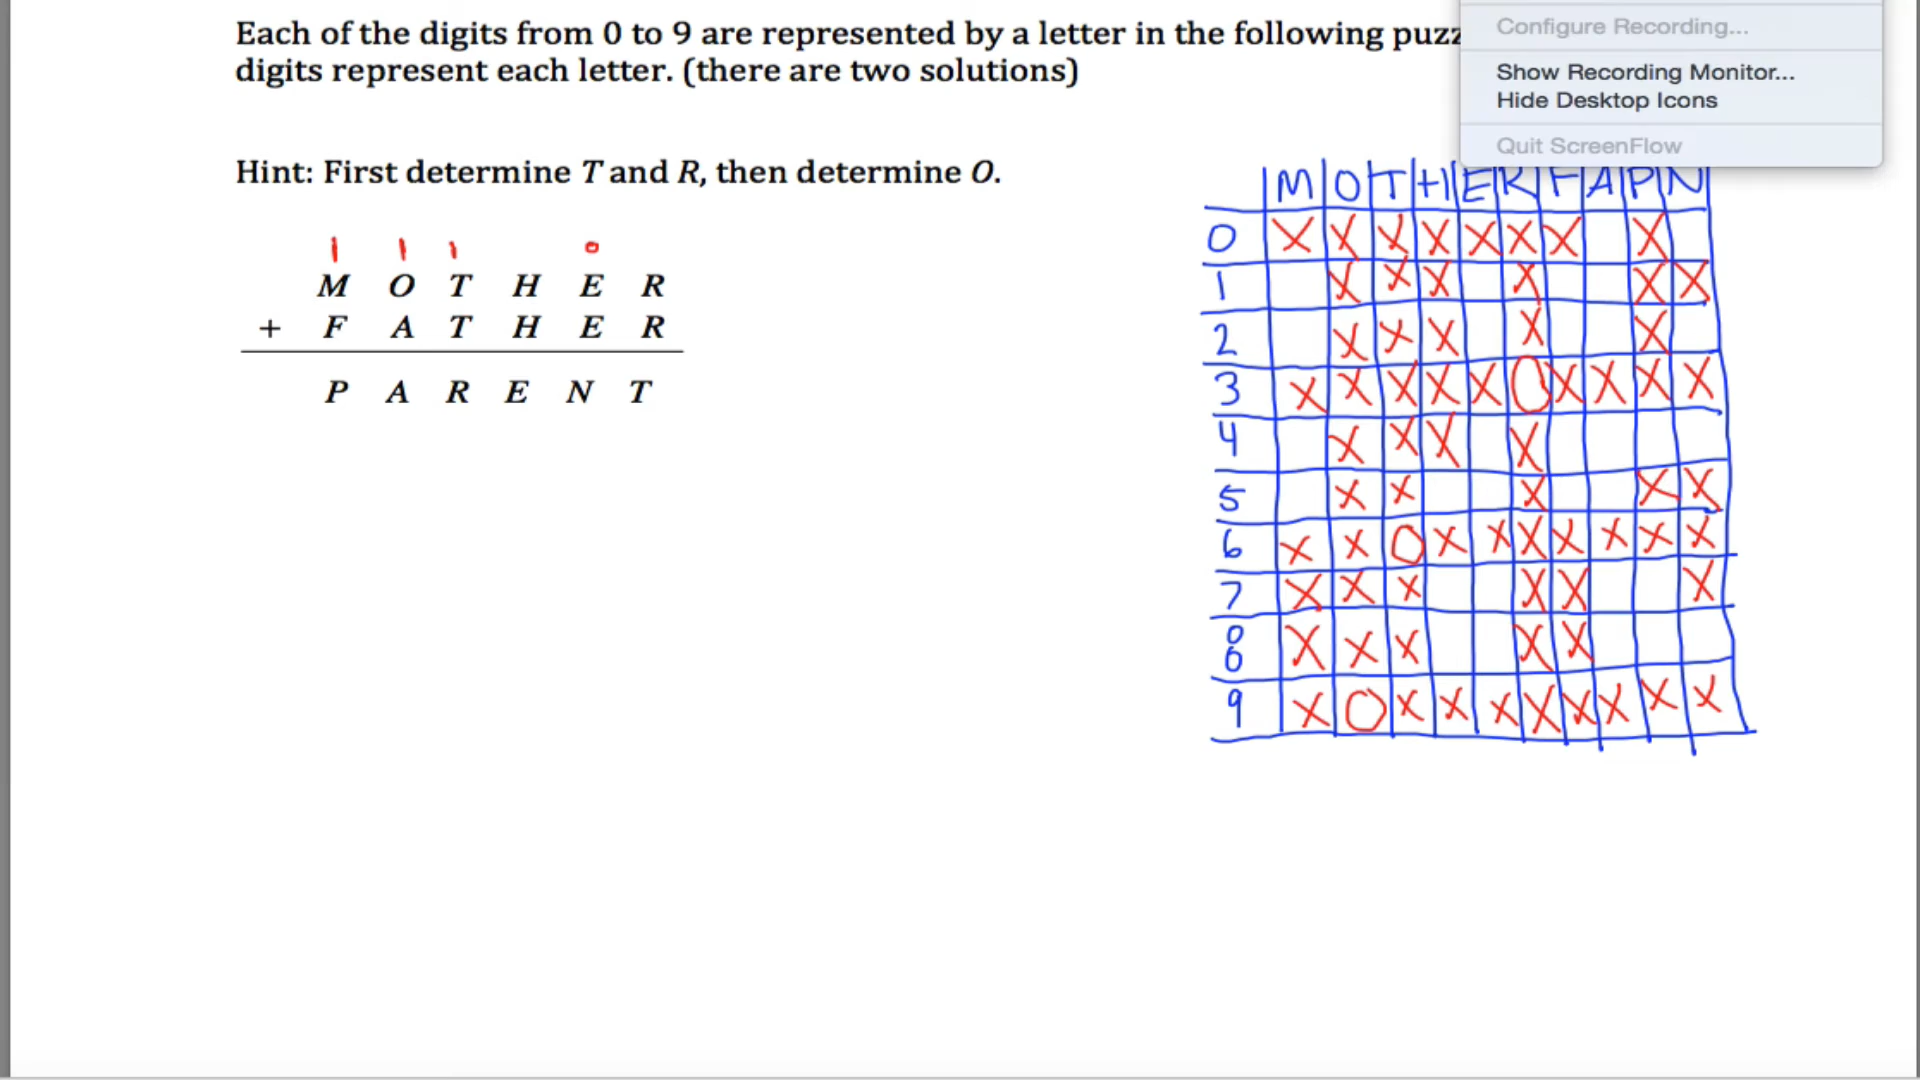 Each of the digits from 0 to 9 are represented by a letter in the following puzz
digits represent each letter. (there are two solutions)
Configure Recording...
Show Recording Monitor...
Hide Desktop Icons
Quit ScreenFlow
Hint: First determine T and R, then determine O.
1 1 1 0
M O T H E R
+ F A T H E R
P A R E N T
M O T H E R F A P N
0 X X X X X X X X
1 X X X X X X
2 X X X X X
3 X X X X X O X X X X
4 X X X X
5 X X X X X
6 X X O X X X X X X X
7 X X X X X X
8 X X X X X
9 X O X X X X X X X X